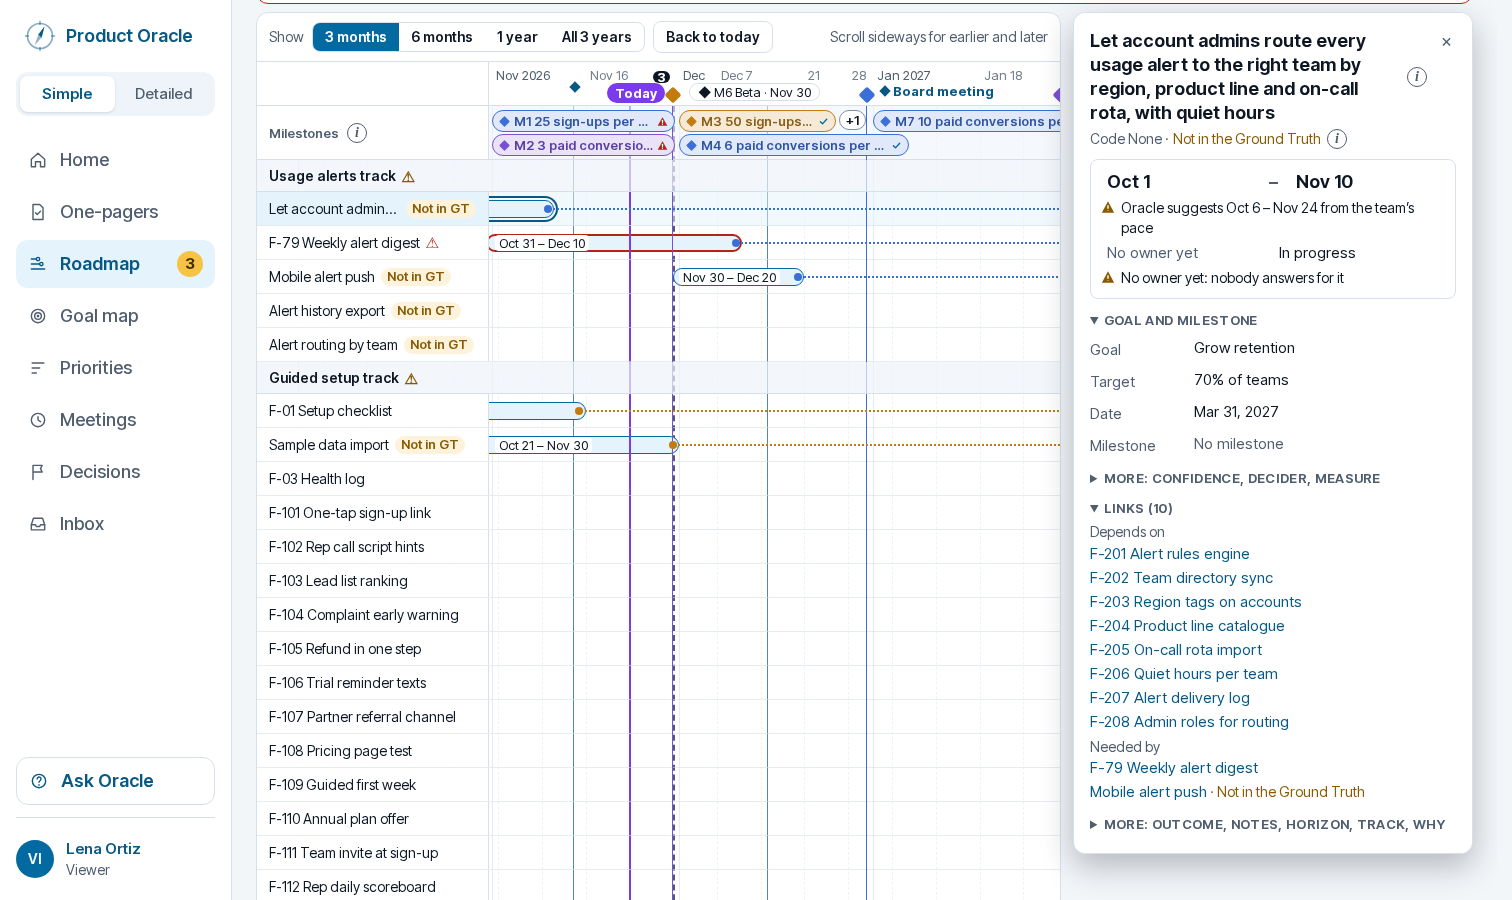 Product Oracle
Simple
Detailed
Home
One-pagers
Roadmap
3
Goal map
Priorities
Meetings
Decisions
Inbox
Ask Oracle
VI
Lena Ortiz
Viewer
Show
3 months
6 months
1 year
All 3 years
Back to today
Scroll sideways for earlier and later
Nov 2026
Nov 16
3
Dec
Dec 7
21
28
Jan 2027
Jan 18
Today
M6 Beta · Nov 30
Board meeting
Milestones
i
M1 25 sign-ups per ...
M3 50 sign-ups...
+1
M7 10 paid conversions pe
M2 3 paid conversio...
M4 6 paid conversions per ...
Usage alerts track
Let account admin...
Not in GT
F-79 Weekly alert digest
Oct 31 – Dec 10
Mobile alert push
Not in GT
Nov 30 – Dec 20
Alert history export
Not in GT
Alert routing by team
Not in GT
Guided setup track
F-01 Setup checklist
Sample data import
Not in GT
Oct 21 – Nov 30
F-03 Health log
F-101 One-tap sign-up link
F-102 Rep call script hints
F-103 Lead list ranking
F-104 Complaint early warning
F-105 Refund in one step
F-106 Trial reminder texts
F-107 Partner referral channel
F-108 Pricing page test
F-109 Guided first week
F-110 Annual plan offer
F-111 Team invite at sign-up
F-112 Rep daily scoreboard
Let account admins route every
usage alert to the right team by
region, product line and on-call
rota, with quiet hours
i
×
Code None · Not in the Ground Truth
i
Oct 1 – Nov 10
Oracle suggests Oct 6 – Nov 24 from the team's
pace
No owner yet
In progress
No owner yet: nobody answers for it
GOAL AND MILESTONE
Goal
Grow retention
Target
70% of teams
Date
Mar 31, 2027
Milestone
No milestone
MORE: CONFIDENCE, DECIDER, MEASURE
LINKS (10)
Depends on
F-201 Alert rules engine
F-202 Team directory sync
F-203 Region tags on accounts
F-204 Product line catalogue
F-205 On-call rota import
F-206 Quiet hours per team
F-207 Alert delivery log
F-208 Admin roles for routing
Needed by
F-79 Weekly alert digest
Mobile alert push · Not in the Ground Truth
MORE: OUTCOME, NOTES, HORIZON, TRACK, WHY